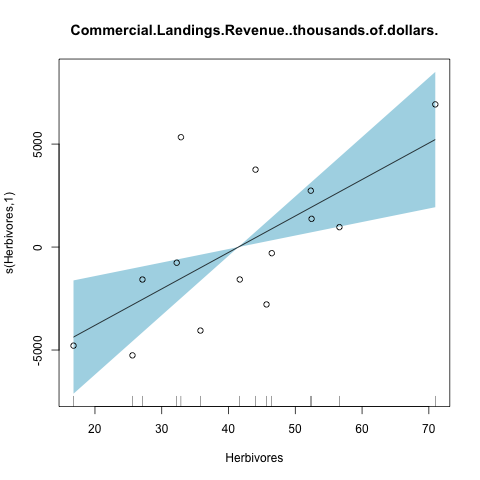 Commercial.Landings.Revenue..thousands.of.dollars.
s(Herbivores,1)
5000
0
-5000
20 30 40 50 60 70
Herbivores